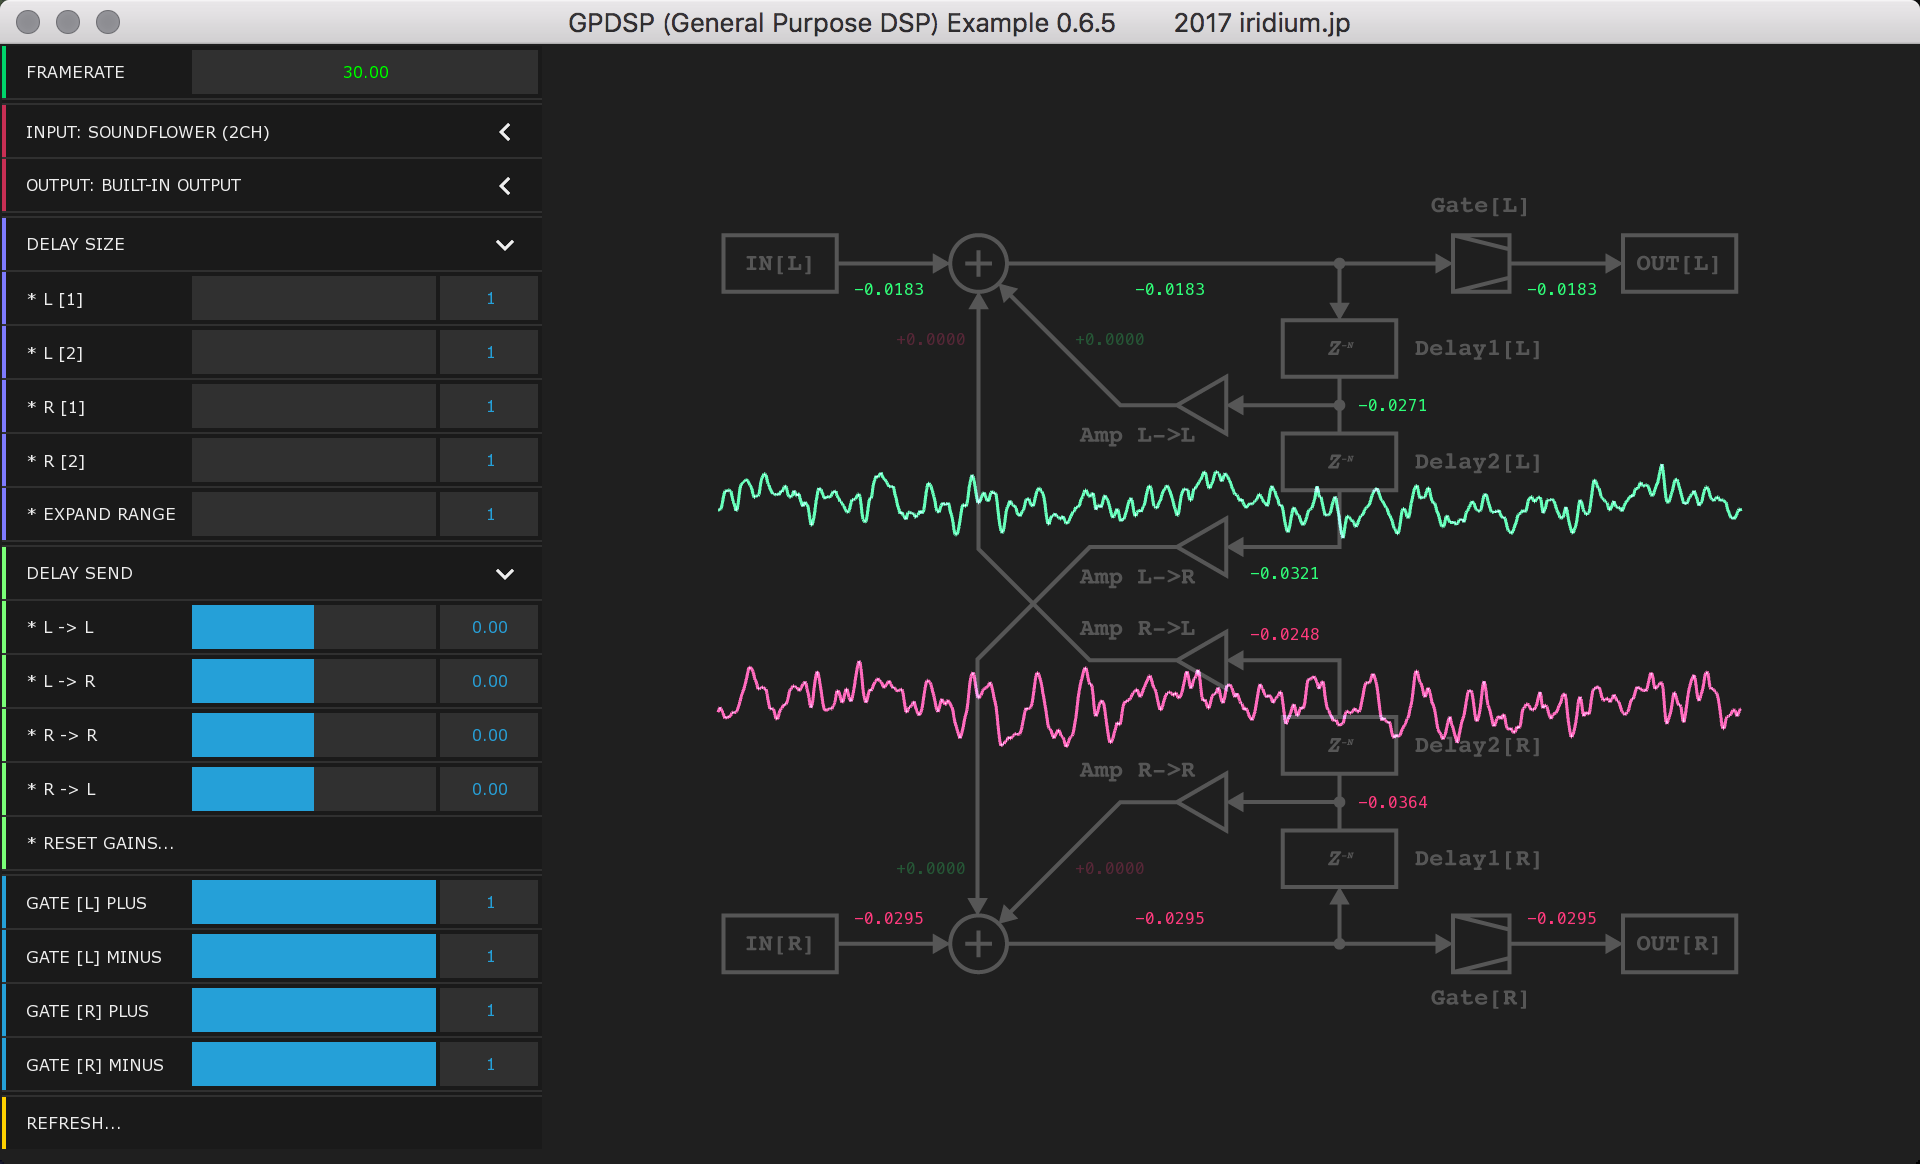 GPDSP (General Purpose DSP) Example 0.6.5 2017 iridium.jp
FRAMERATE 30.00
INPUT: SOUNDFLOWER (2CH)
OUTPUT: BUILT-IN OUTPUT
DELAY SIZE
* L [1] 1
* L [2] 1
* R [1] 1
* R [2] 1
* EXPAND RANGE 1
DELAY SEND
* L -> L 0.00
* L -> R 0.00
* R -> R 0.00
* R -> L 0.00
* RESET GAINS...
GATE [L] PLUS 1
GATE [L] MINUS 1
GATE [R] PLUS 1
GATE [R] MINUS 1
REFRESH...
Gate[L]
IN[L] OUT[L]
-0.0183 -0.0183 -0.0183
+0.0000 +0.0000
Z-N Delay1[L]
-0.0271
Amp L->L
Z-N Delay2[L]
Amp L->R -0.0321
Amp R->L -0.0248
Z-N Delay2[R]
Amp R->R
-0.0364
Z-N Delay1[R]
+0.0000 +0.0000
-0.0295 -0.0295 -0.0295
IN[R] OUT[R]
Gate[R]